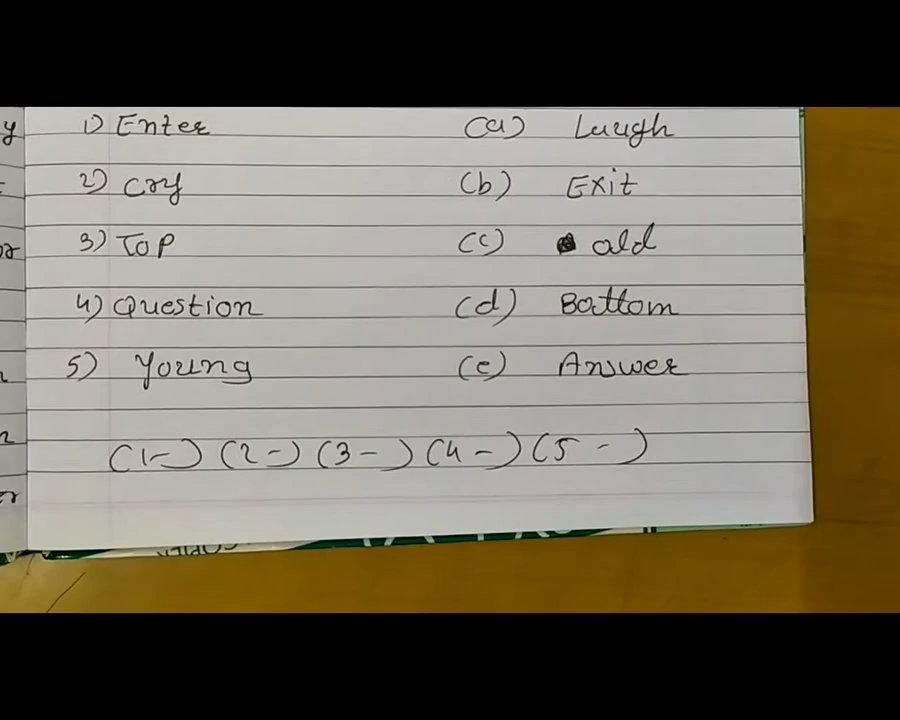 1) Enter (a) Laugh
2) Cry (b) Exit
3) Top (c) old
4) Question (d) Bottom
5) Young (e) Answer
(1-) (2-) (3-) (4-) (5-)